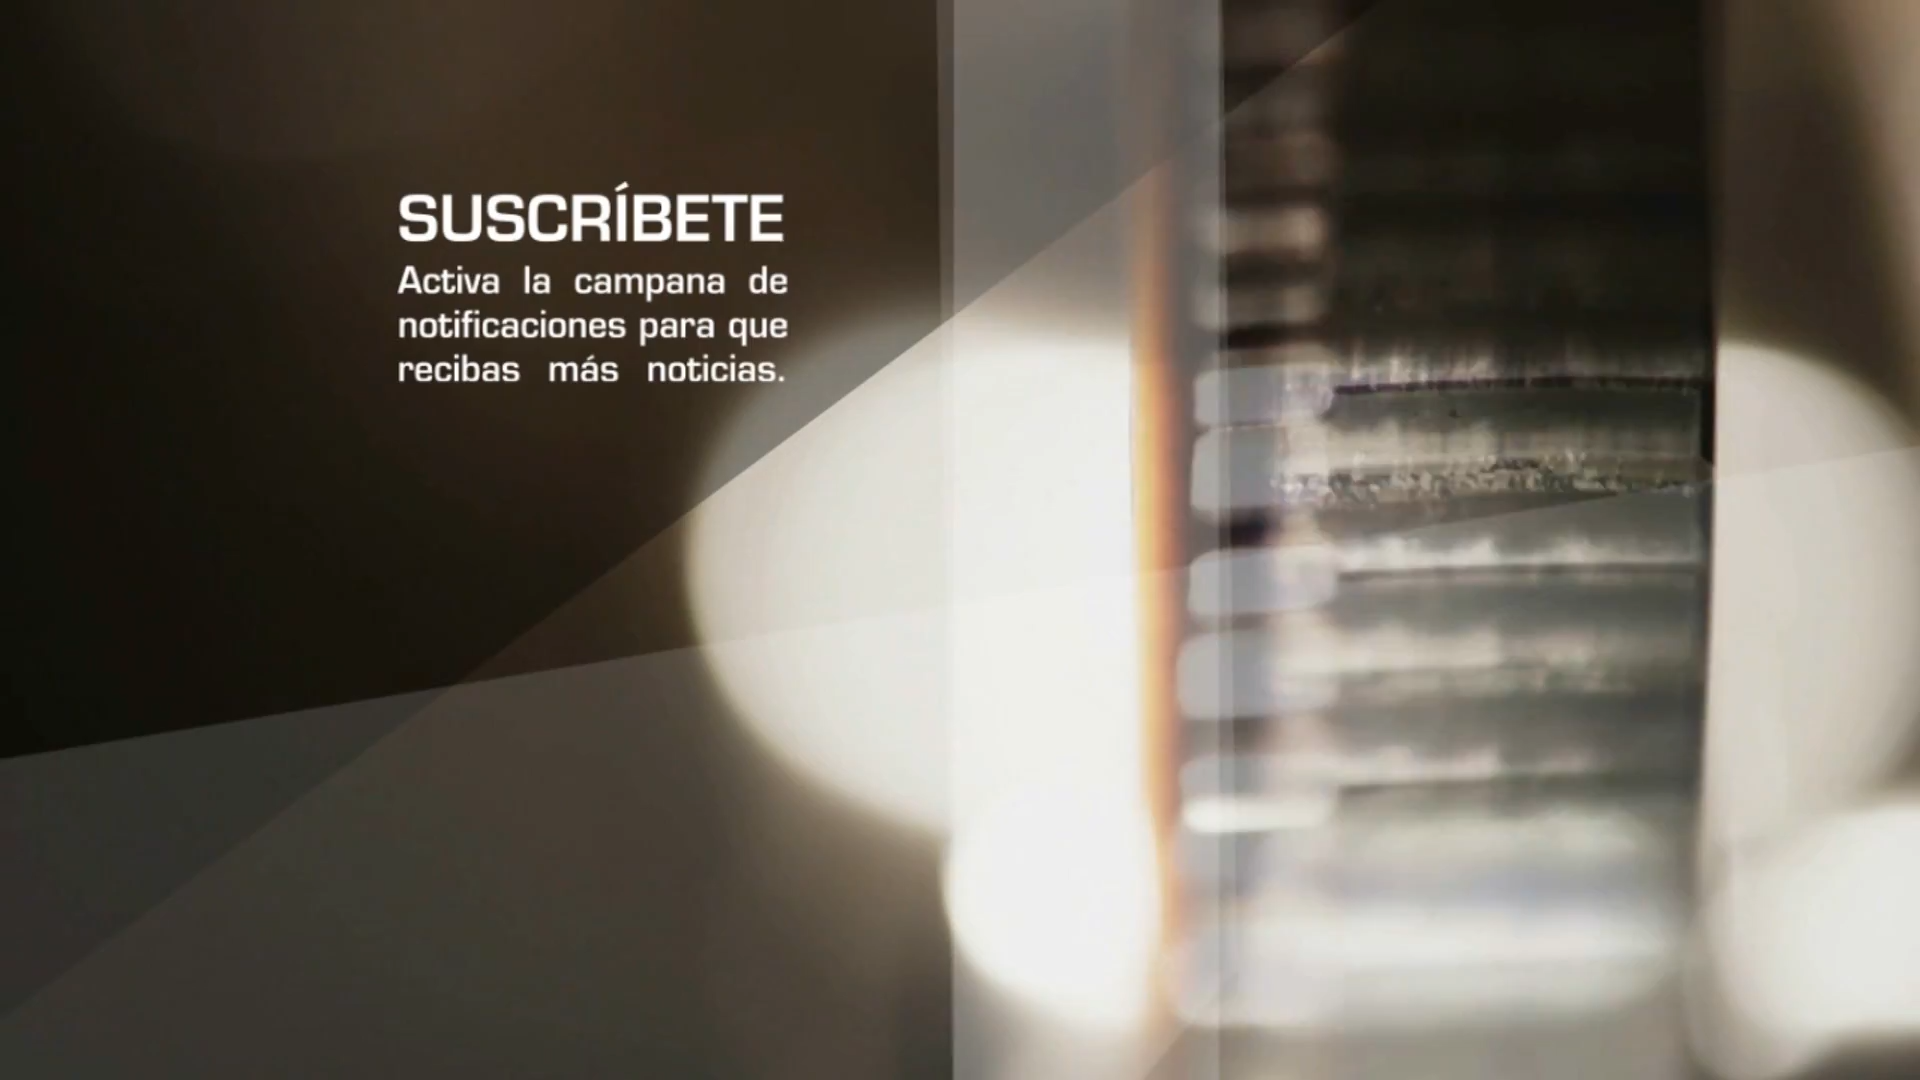 SUSCRÍBETE
Activa la campana de
notificaciones para que
recibas más noticias.